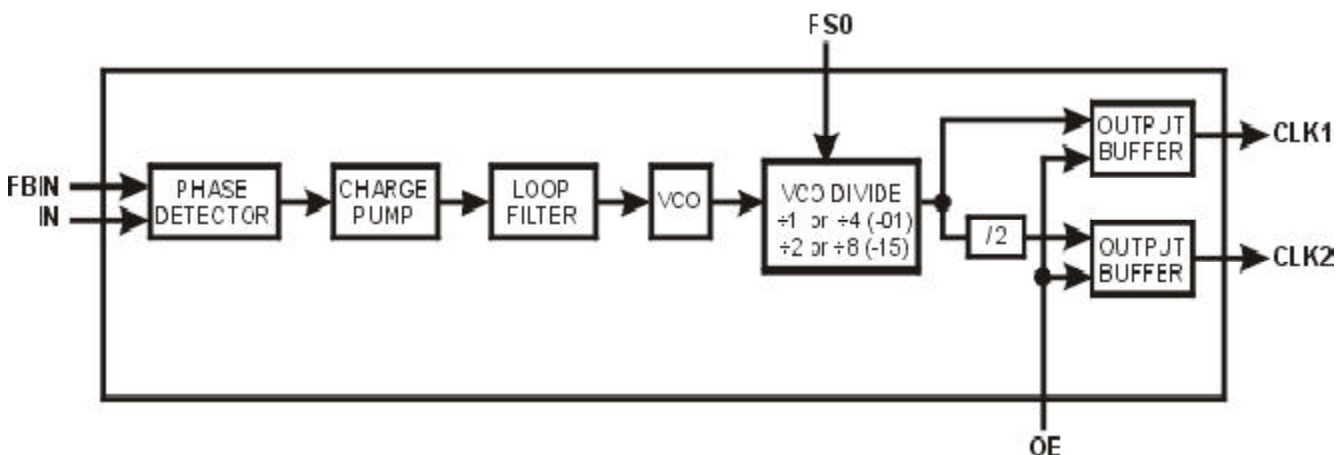 FS0
FBIN
IN
PHASE
DETECTOR
CHARGE
PUMP
LOOP
FILTER
VCO
VCO DIVIDE
÷1 or ÷4 (-01)
÷2 or ÷8 (-15)
/2
OUTPUT
BUFFER
CLK1
OUTPUT
BUFFER
CLK2
OE